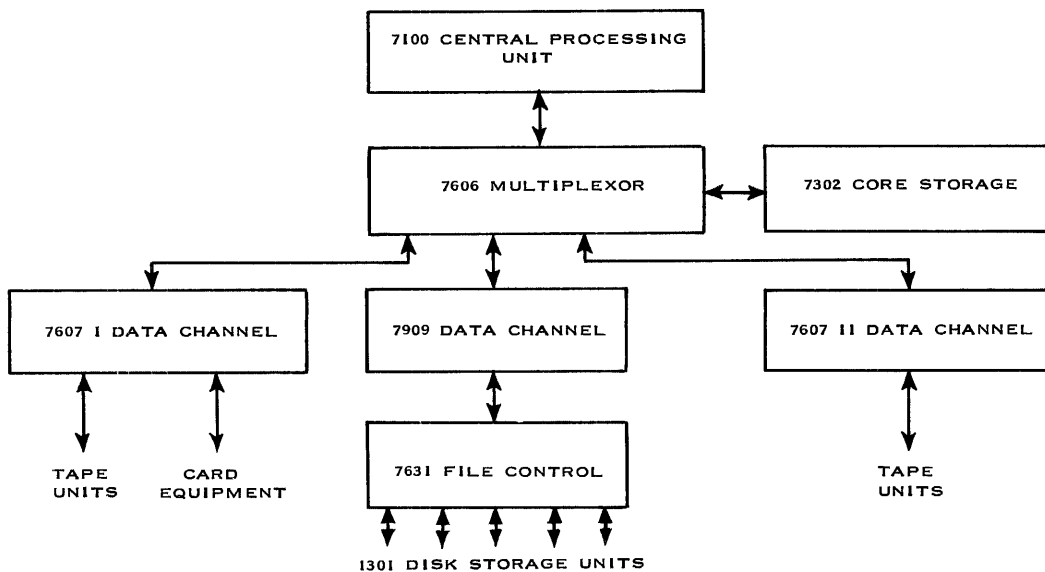 7100 CENTRAL PROCESSING
UNIT
7606 MULTIPLEXOR
7302 CORE STORAGE
7607 I DATA CHANNEL
7909 DATA CHANNEL
7607 II DATA CHANNEL
TAPE
UNITS
CARD
EQUIPMENT
7631 FILE CONTROL
TAPE
UNITS
1301 DISK STORAGE UNITS